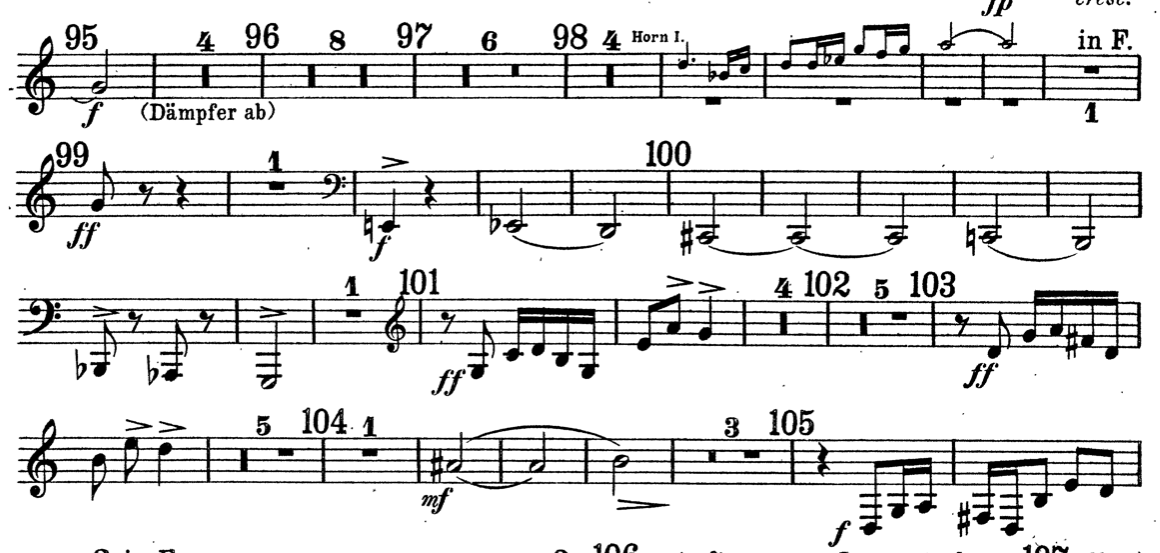 fp cresc.
95 4 96 8 97 6 98 4 Horn I. in F.
f (Dämpfer ab) 1
99 1 100
ff f
1 101 4 102 5 103
ff ff
5 104 1 3 105
mf f